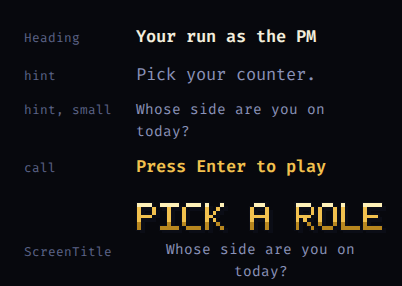 Heading Your run as the PM
hint Pick your counter.
hint, small Whose side are you on
today?
call Press Enter to play
PICK A ROLE
ScreenTitle Whose side are you on
today?